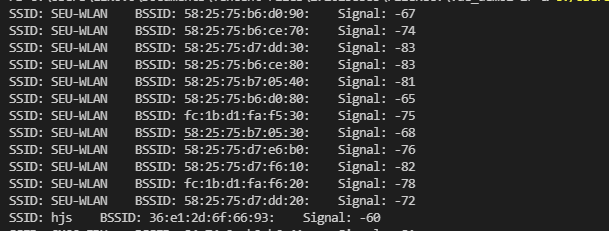 SSID: SEU-WLAN BSSID: 58:25:75:b6:d0:90: Signal: -67
SSID: SEU-WLAN BSSID: 58:25:75:b6:ce:70: Signal: -74
SSID: SEU-WLAN BSSID: 58:25:75:d7:dd:30: Signal: -83
SSID: SEU-WLAN BSSID: 58:25:75:b6:ce:80: Signal: -83
SSID: SEU-WLAN BSSID: 58:25:75:b7:05:40: Signal: -81
SSID: SEU-WLAN BSSID: 58:25:75:b6:d0:80: Signal: -65
SSID: SEU-WLAN BSSID: fc:1b:d1:fa:f5:30: Signal: -75
SSID: SEU-WLAN BSSID: 58:25:75:b7:05:30: Signal: -68
SSID: SEU-WLAN BSSID: 58:25:75:d7:e6:b0: Signal: -76
SSID: SEU-WLAN BSSID: 58:25:75:d7:f6:10: Signal: -82
SSID: SEU-WLAN BSSID: fc:1b:d1:fa:f6:20: Signal: -78
SSID: SEU-WLAN BSSID: 58:25:75:d7:dd:20: Signal: -72
SSID: hjs BSSID: 36:e1:2d:6f:66:93: Signal: -60